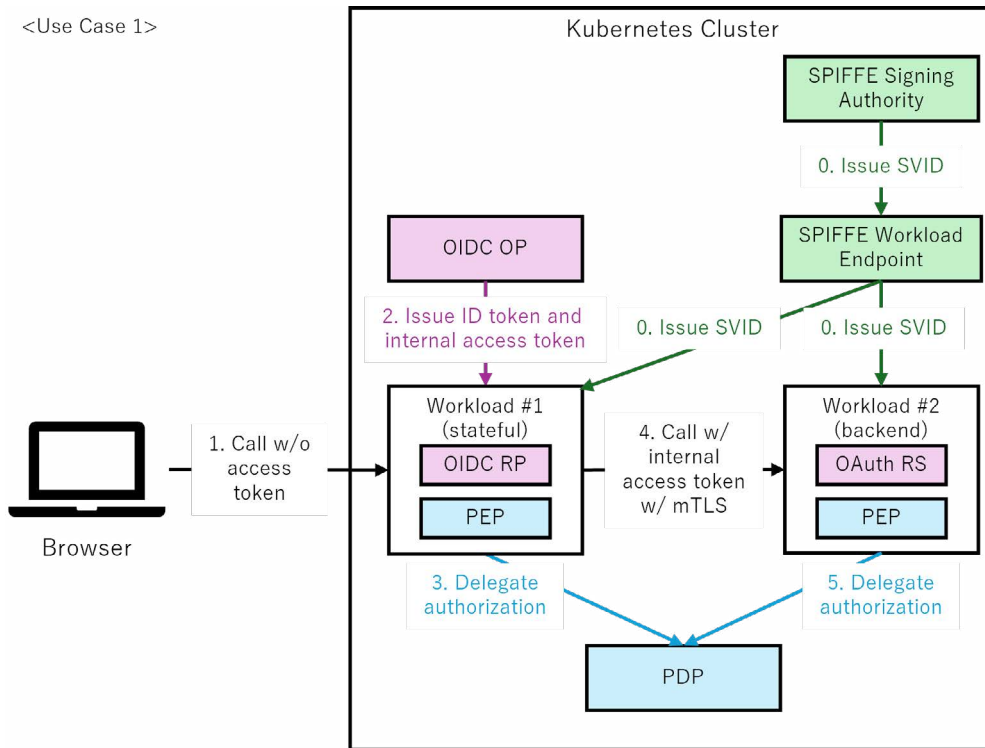 <Use Case 1>
Kubernetes Cluster
SPIFFE Signing
Authority
0. Issue SVID
OIDC OP
SPIFFE Workload
Endpoint
2. Issue ID token and
internal access token
0. Issue SVID
0. Issue SVID
Workload #1
(stateful)
OIDC RP
PEP
Workload #2
(backend)
OAuth RS
PEP
1. Call w/o
access
token
4. Call w/
internal
access token
w/ mTLS
Browser
3. Delegate
authorization
5. Delegate
authorization
PDP